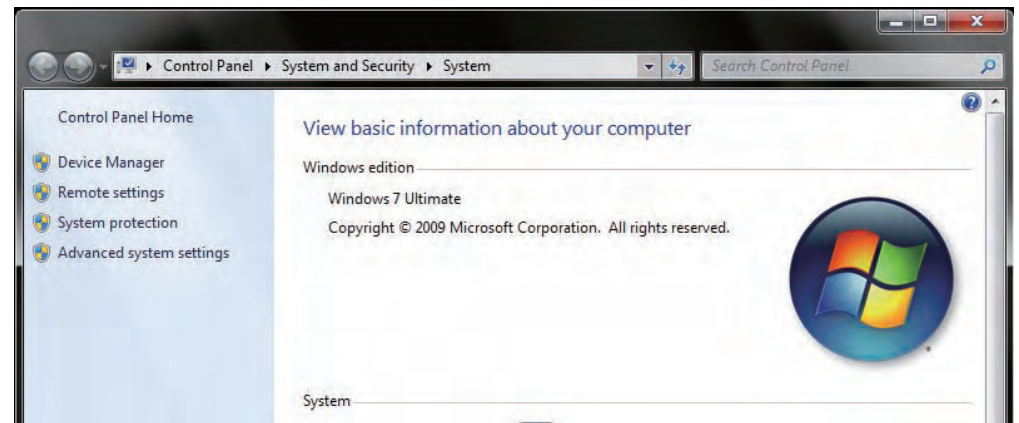 Control Panel ▸ System and Security ▸ System
Search Control Panel
Control Panel Home
Device Manager
Remote settings
System protection
Advanced system settings
View basic information about your computer
Windows edition
Windows 7 Ultimate
Copyright © 2009 Microsoft Corporation. All rights reserved.
System